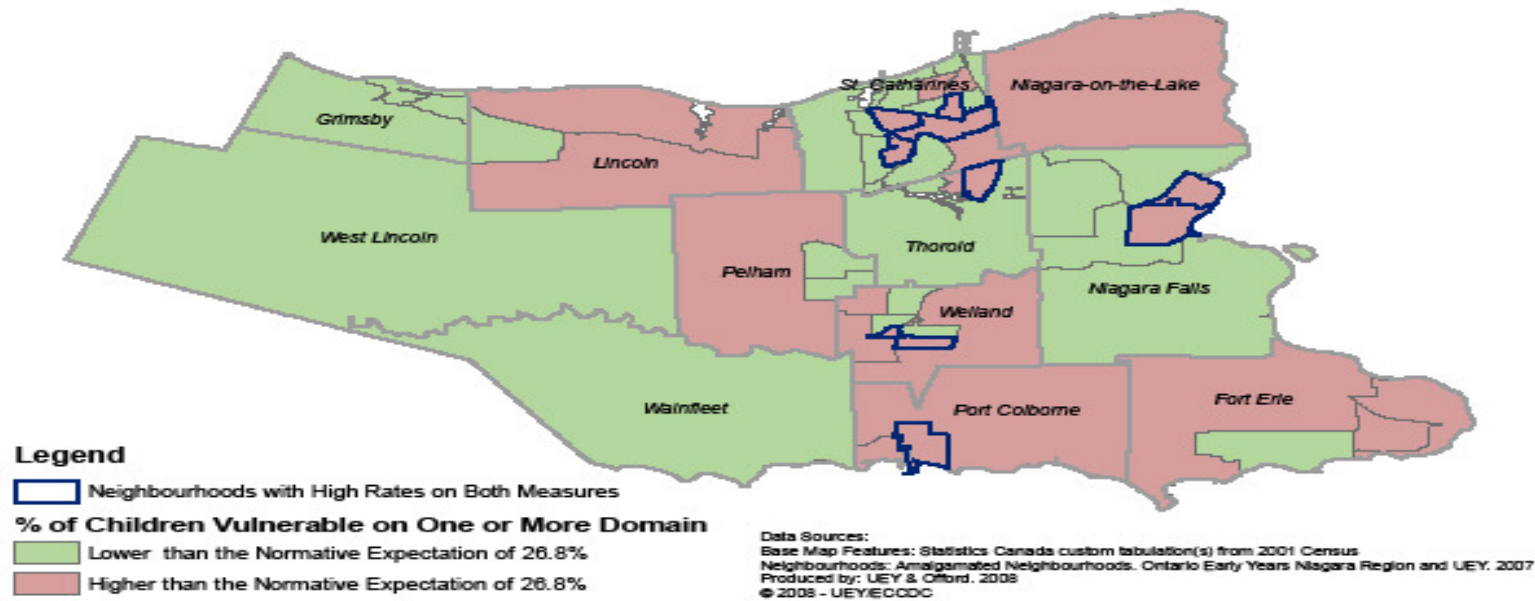 St. Catharines
Niagara-on-the-Lake
Grimsby
Lincoln
West Lincoln
Thorold
Pelham
Niagara Falls
Welland
Wainfleet
Port Colborne
Fort Erie
Legend
Neighbourhoods with High Rates on Both Measures
% of Children Vulnerable on One or More Domain
Lower than the Normative Expectation of 26.8%
Higher than the Normative Expectation of 26.8%
Data Sources:
Base Map Features: Statistics Canada custom tabulation(s) from 2001 Census
Neighbourhoods: Amalgamated Neighbourhoods. Ontario Early Years Niagara Region and UEY. 2007
Produced by: UEY & Offord. 2008
© 2008 - UEY/ECCDC